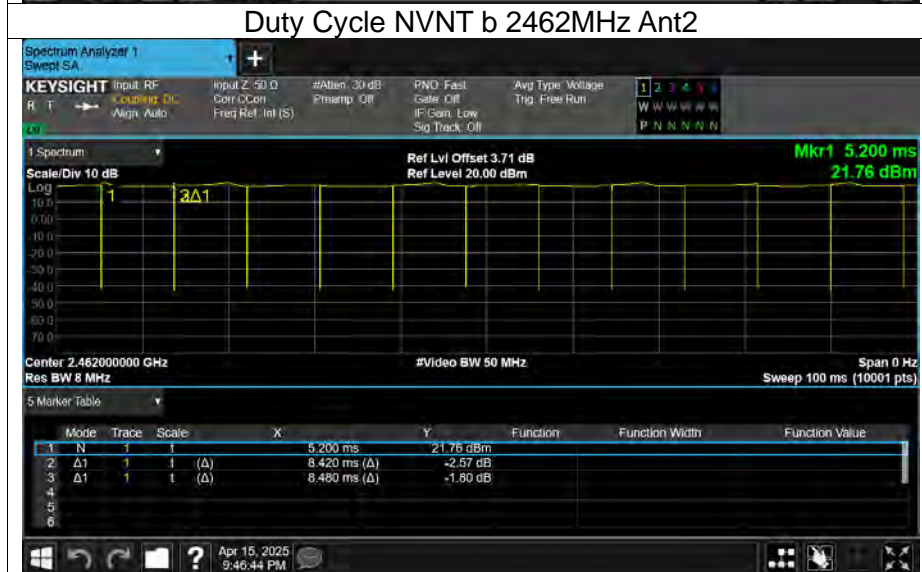 Duty Cycle NVNT b 2462MHz Ant2
Spectrum Analyzer 1
Swept SA
+
KEYSIGHT Input: RF Input Z: 50 Ω #Atten: 30 dB PNO: Fast Avg Type: Voltage 1 2 3 4 5 6
R T Coupling: DC Corr CCorr Preamp: Off Gate: Off Trig: Free Run W W W W W W
Align: Auto Freq Ref: Int (S) IF Gain: Low
Sig Track: Off P N N N N N
1 Spectrum
Ref Lvl Offset 3.71 dB Mkr1 5.200 ms
Scale/Div 10 dB Ref Level 20.00 dBm 21.76 dBm
Log
1 3Δ1
10.0
0.00
-10.0
-20.0
-30.0
-40.0
-50.0
-60.0
-70.0
Center 2.462000000 GHz #Video BW 50 MHz Span 0 Hz
Res BW 8 MHz Sweep 100 ms (10001 pts)
5 Marker Table
Mode Trace Scale X Y Function Function Width Function Value
1 N 1 t 5.200 ms 21.76 dBm
2 Δ1 1 t (Δ) 8.420 ms (Δ) -2.57 dB
3 Δ1 1 t (Δ) 8.480 ms (Δ) -1.80 dB
4
5
6
? Apr 15, 2025
9:46:44 PM